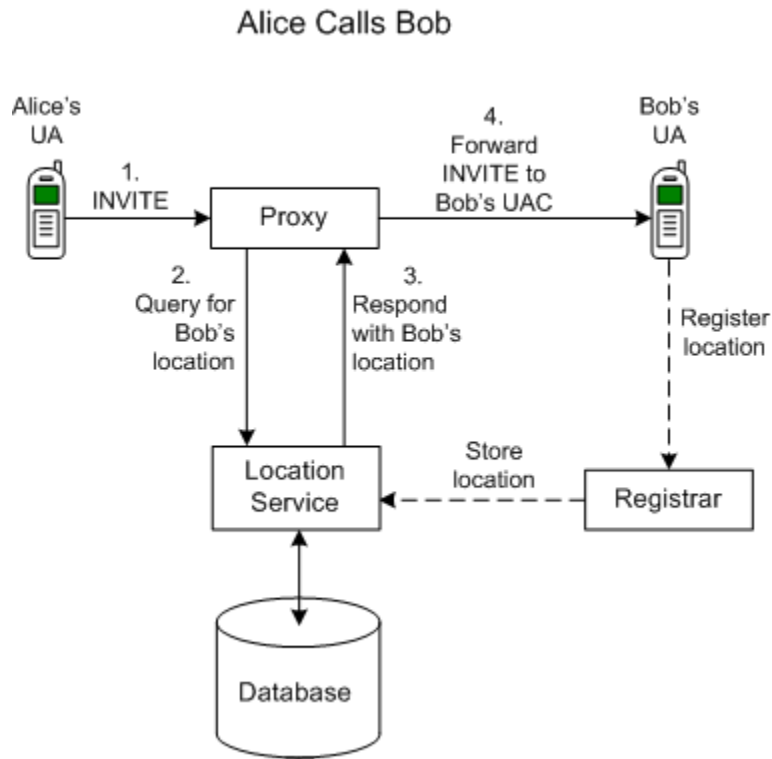 Alice Calls Bob
Alice's
UA
1.
INVITE
Proxy
4.
Forward
INVITE to
Bob's UAC
Bob's
UA
2.
Query for
Bob's
location
3.
Respond
with Bob's
location
Register
location
Location
Service
Store
location
Registrar
Database